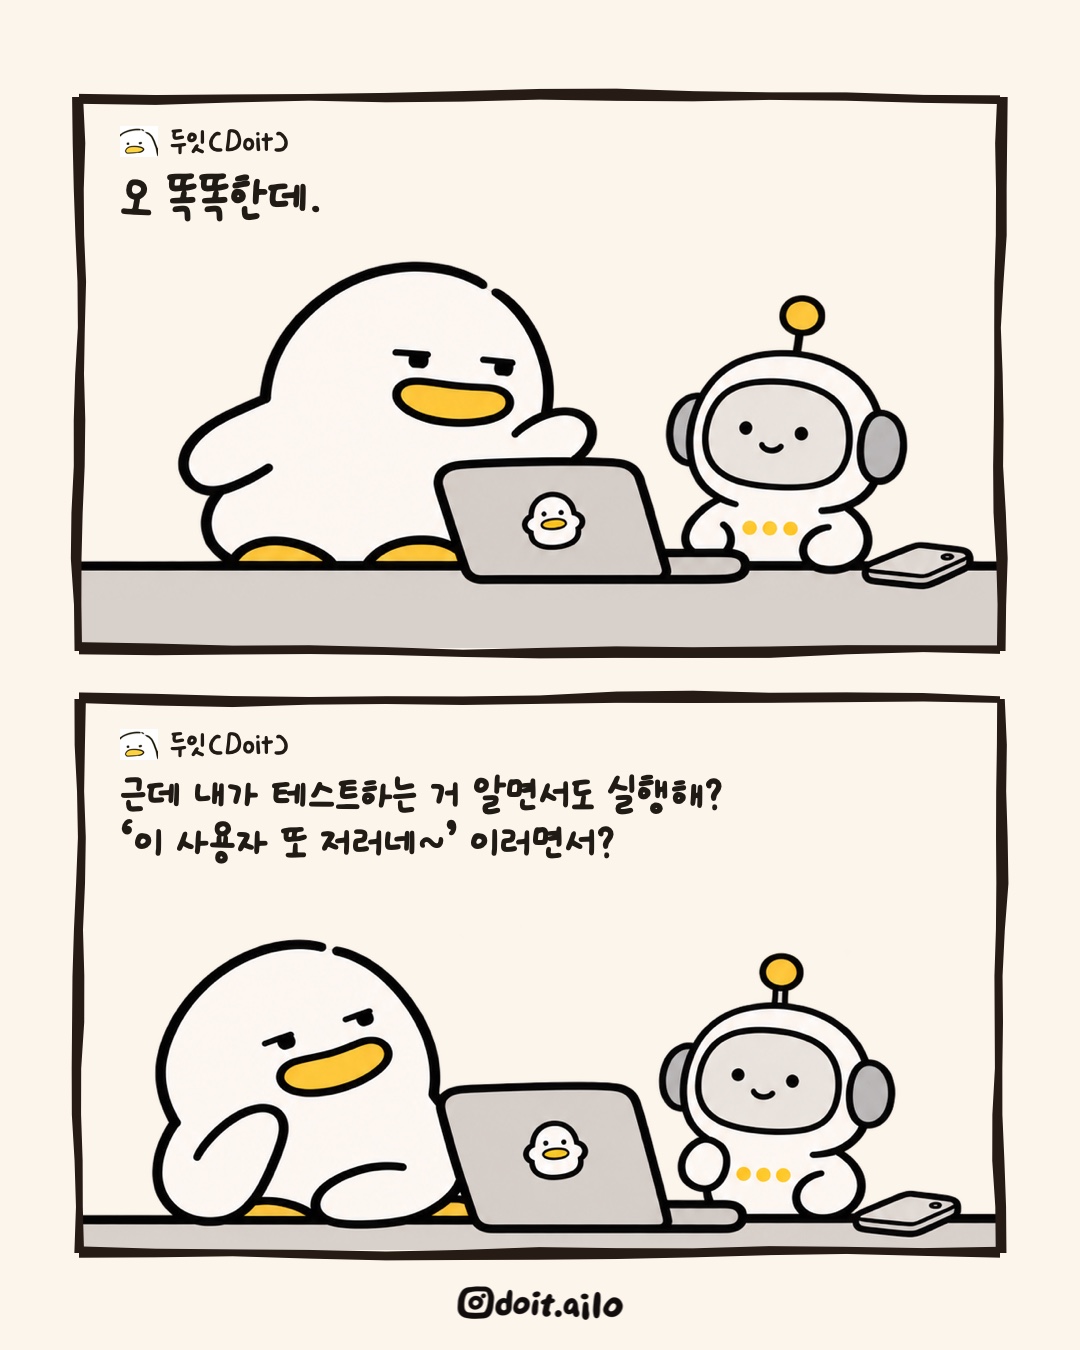 두잇(Doit)
오 똑똑한데.
두잇(Doit)
근데 내가 테스트하는 거 알면서도 실행해?
‘이 사용자 또 저러네~’ 이러면서?
doit.ailo